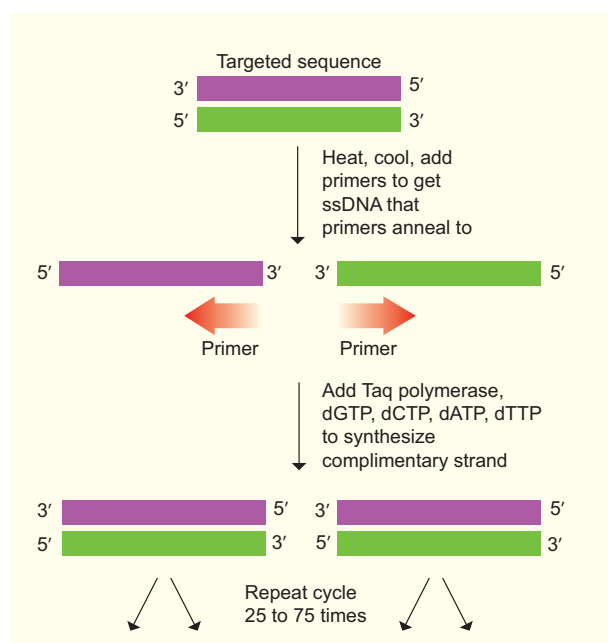 Targeted sequence
3′ 5′
5′ 3′
Heat, cool, add
primers to get
ssDNA that
primers anneal to
5′ 3′ 3′ 5′
Primer Primer
Add Taq polymerase,
dGTP, dCTP, dATP, dTTP
to synthesize
complimentary strand
3′ 5′ 3′ 5′
5′ 3′ 5′ 3′
Repeat cycle
25 to 75 times